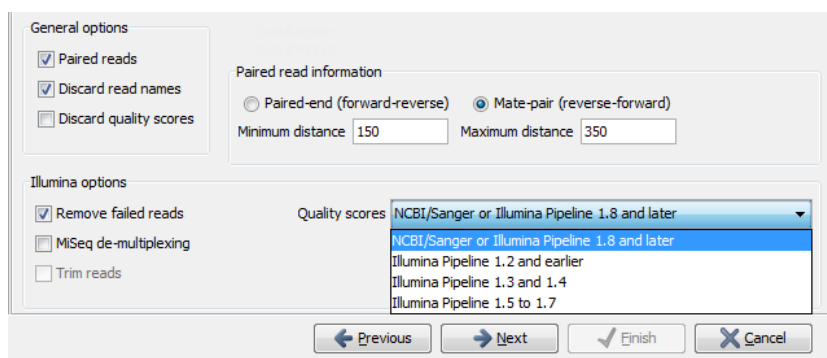 General options
Paired reads
Discard read names
Discard quality scores
Paired read information
Paired-end (forward-reverse) Mate-pair (reverse-forward)
Minimum distance 150 Maximum distance 350
Illumina options
Remove failed reads Quality scores NCBI/Sanger or Illumina Pipeline 1.8 and later
MiSeq de-multiplexing NCBI/Sanger or Illumina Pipeline 1.8 and later
Illumina Pipeline 1.2 and earlier
Trim reads Illumina Pipeline 1.3 and 1.4
Illumina Pipeline 1.5 to 1.7
Previous Next Finish Cancel